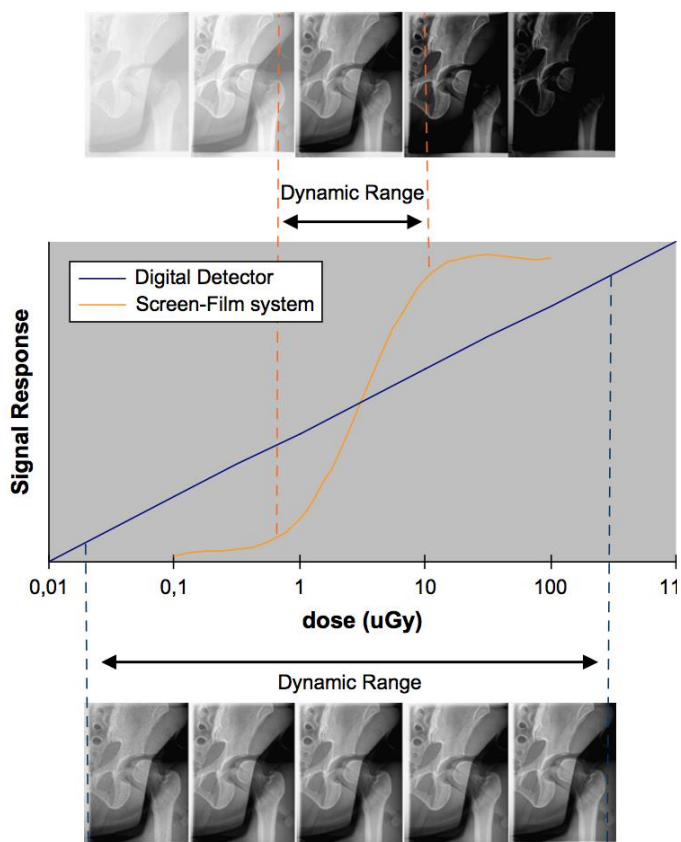 Dynamic Range
Digital Detector
Screen-Film system
Signal Response
0,01
0,1
1
10
100
11
dose (uGy)
Dynamic Range